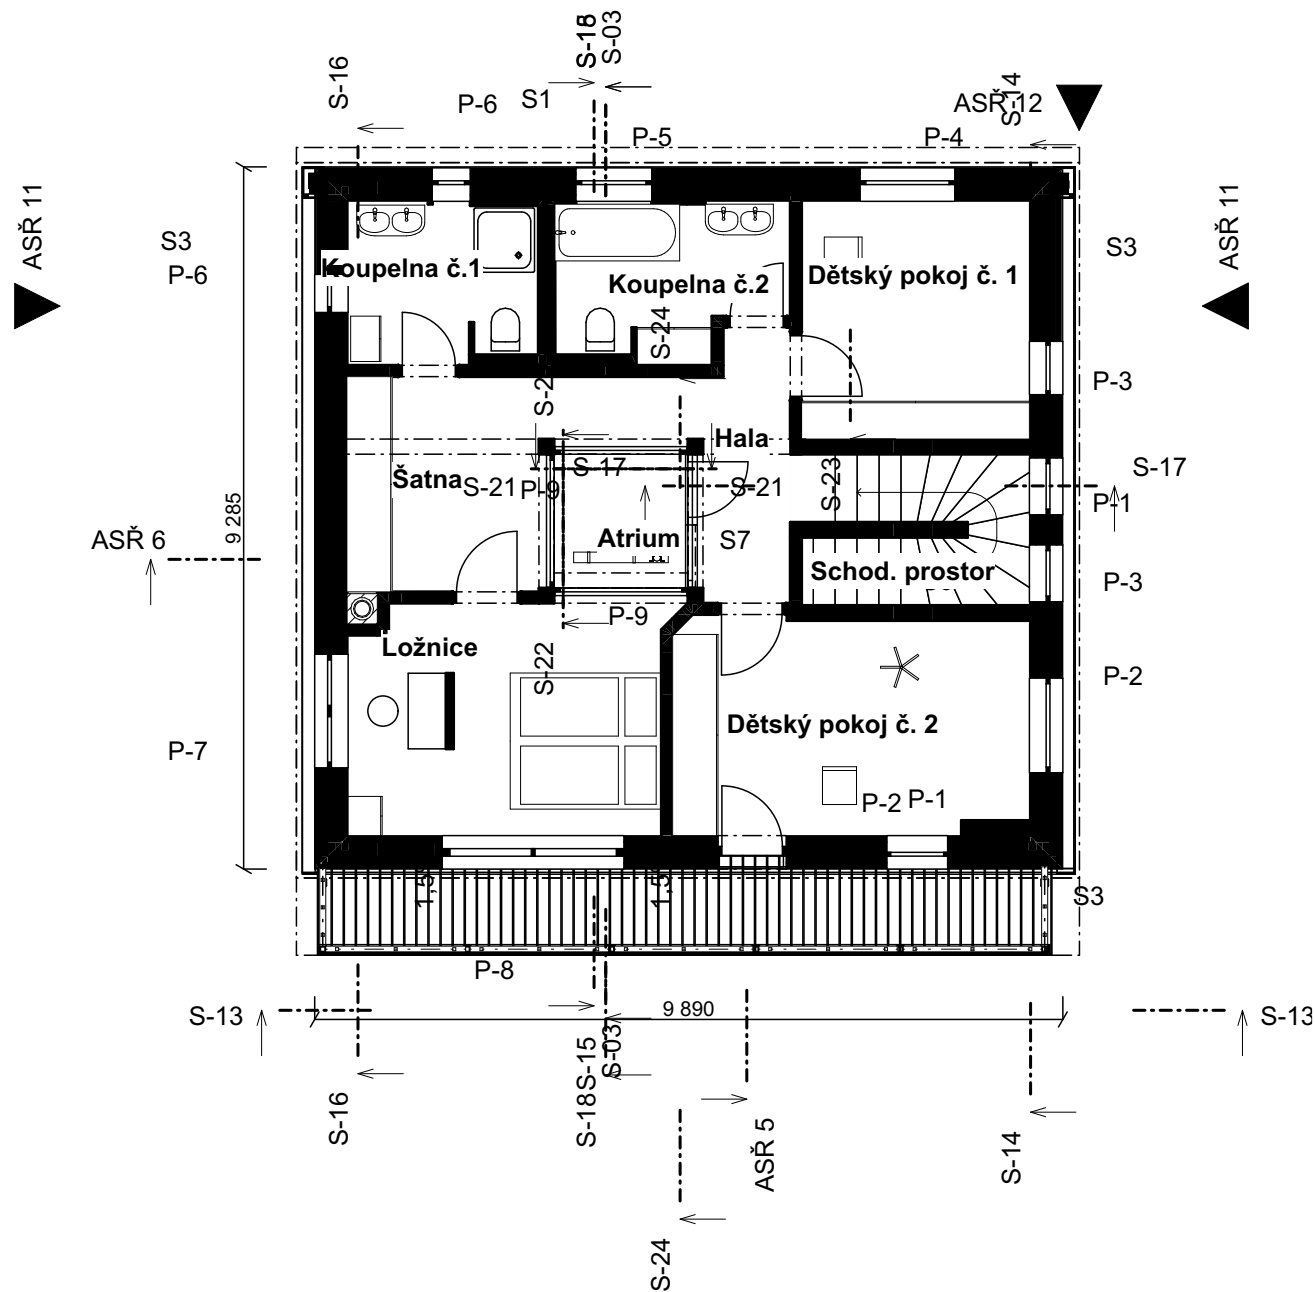 S-18
S-03
S-16
P-6
S1
ASŘ 12
S-14
P-5
P-4
ASŘ 11
S3
P-6
S3
ASŘ 11
Koupelna č.1
Koupelna č.2
Dětský pokoj č. 1
S-24
S-2
P-3
Hala
S-17
S-17
Šatna
S-21
P-9
S-21
S-23
P-1
9 285
ASŘ 6
Atrium
S7
Schod. prostor
P-3
P-9
Ložnice
S-22
P-2
Dětský pokoj č. 2
P-7
P-2
P-1
1,5
1,5
S3
P-8
S-13
9 890
S-13
S-15
S-03
S-16
S-18
ASŘ 5
S-14
S-24